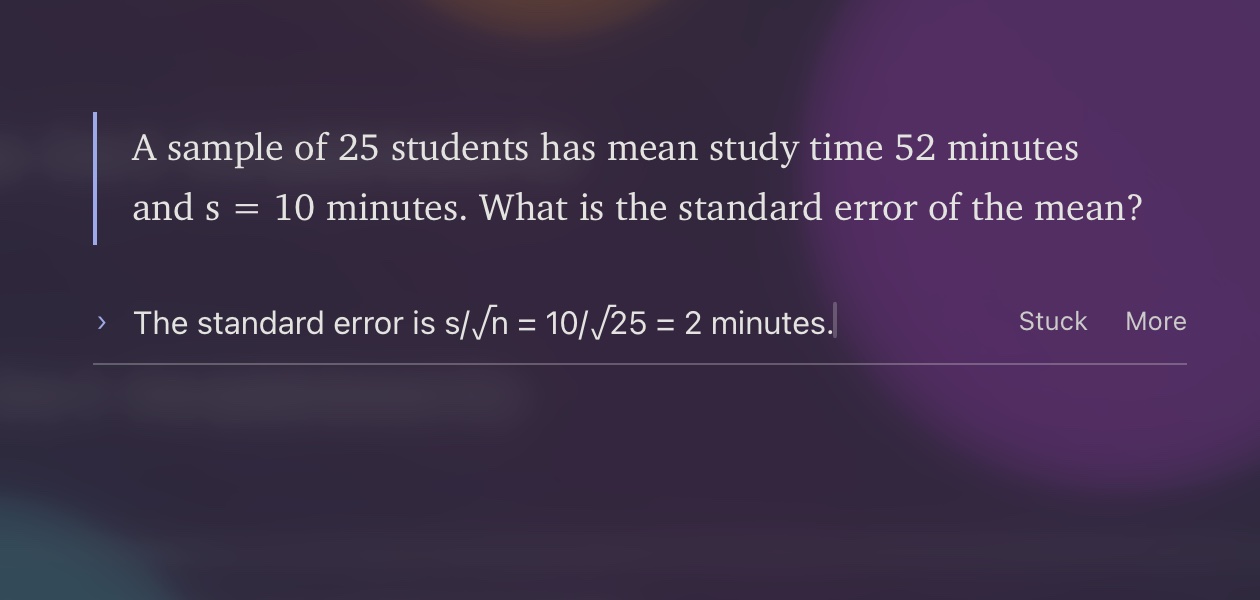 A sample of 25 students has mean study time 52 minutes
and s = 10 minutes. What is the standard error of the mean?
› The standard error is s/√n = 10/√25 = 2 minutes.
Stuck More